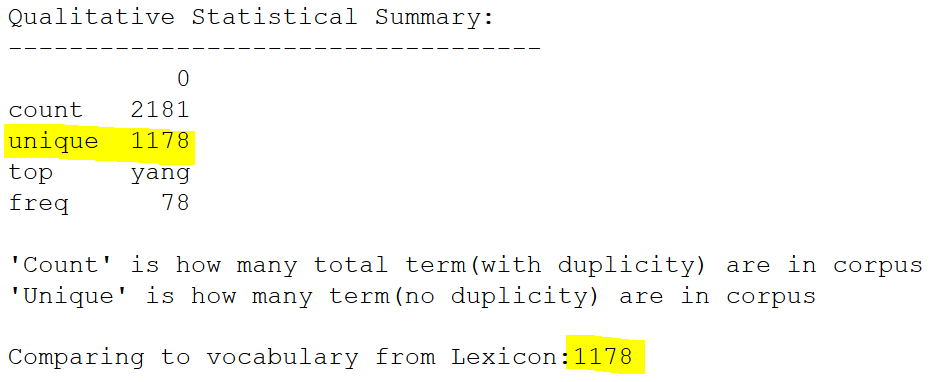 Qualitative Statistical Summary:
-----------------------------------
0
count 2181
unique 1178
top yang
freq 78
'Count' is how many total term(with duplicity) are in corpus
'Unique' is how many term(no duplicity) are in corpus
Comparing to vocabulary from Lexicon:1178